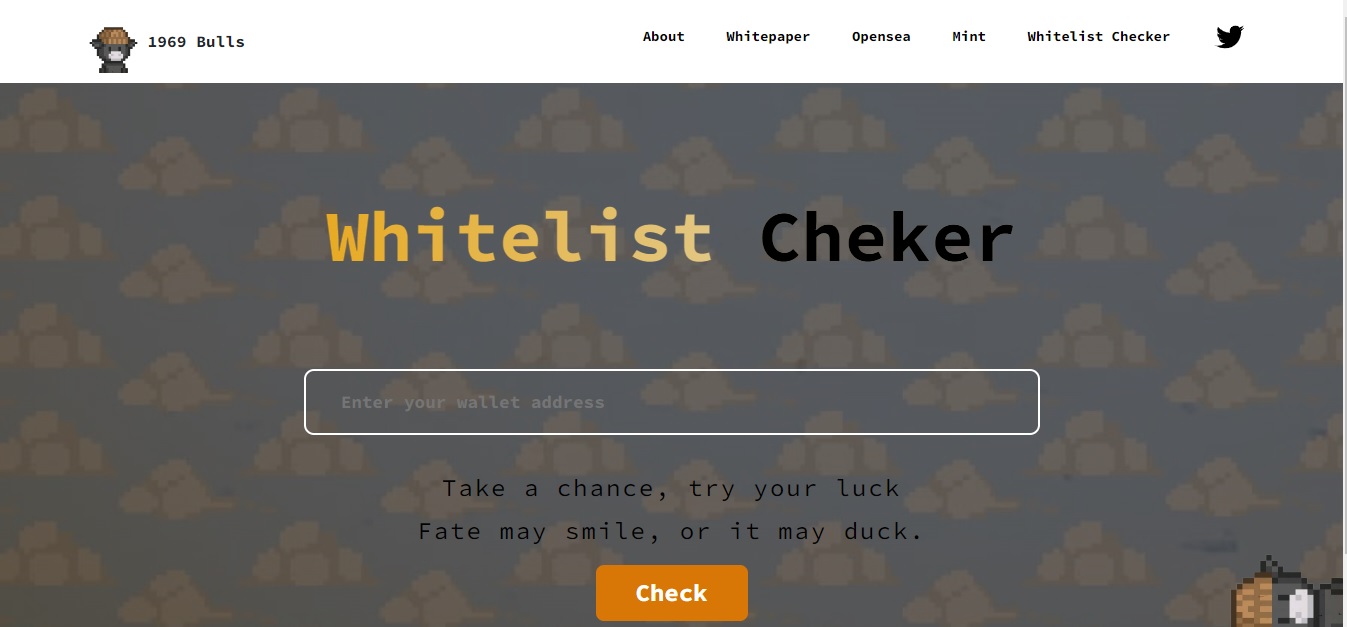 1969 Bulls
About Whitepaper Opensea Mint Whitelist Checker
Whitelist Cheker
Enter your wallet address
Take a chance, try your luck
Fate may smile, or it may duck.
Check